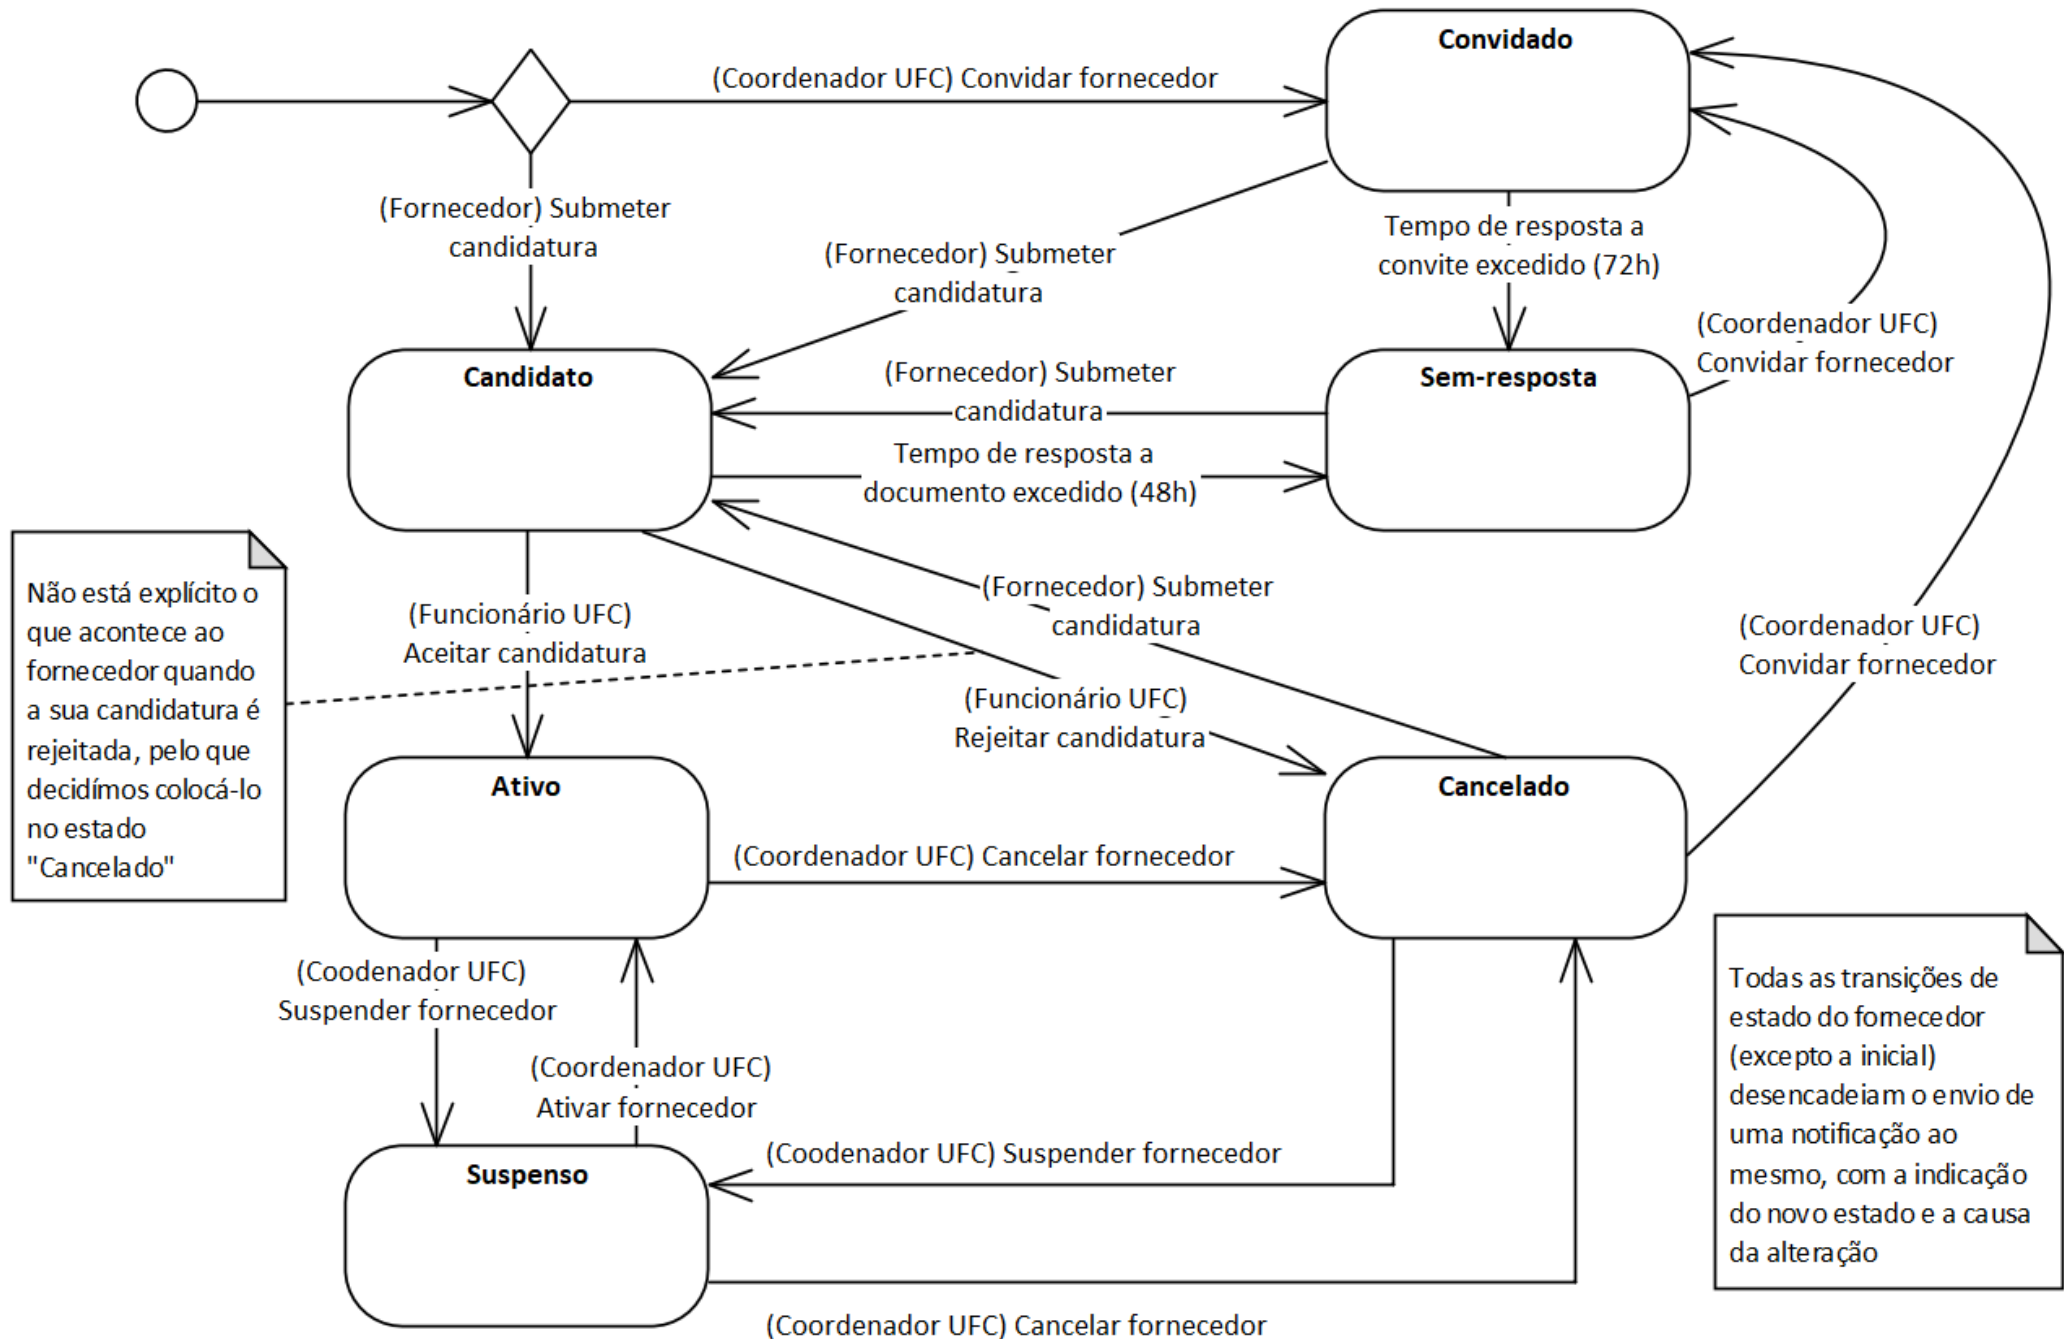 Convidado
(Coordenador UFC) Convidar fornecedor
(Fornecedor) Submeter
candidatura
Tempo de resposta a
convite excedido (72h)
(Fornecedor) Submeter
candidatura
(Coordenador UFC)
Convidar fornecedor
Candidato
(Fornecedor) Submeter
candidatura
Sem-resposta
Tempo de resposta a
documento excedido (48h)
Não está explícito o
que acontece ao
fornecedor quando
a sua candidatura é
rejeitada, pelo que
decidímos colocá-lo
no estado
"Cancelado"
(Funcionário UFC)
Aceitar candidatura
(Fornecedor) Submeter
candidatura
(Coordenador UFC)
Convidar fornecedor
(Funcionário UFC)
Rejeitar candidatura
Ativo
Cancelado
(Coordenador UFC) Cancelar fornecedor
(Coodenador UFC)
Suspender fornecedor
(Coordenador UFC)
Ativar fornecedor
Todas as transições de
estado do fornecedor
(excepto a inicial)
desencadeiam o envio de
uma notificação ao
mesmo, com a indicação
do novo estado e a causa
da alteração
(Coodenador UFC) Suspender fornecedor
Suspenso
(Coordenador UFC) Cancelar fornecedor